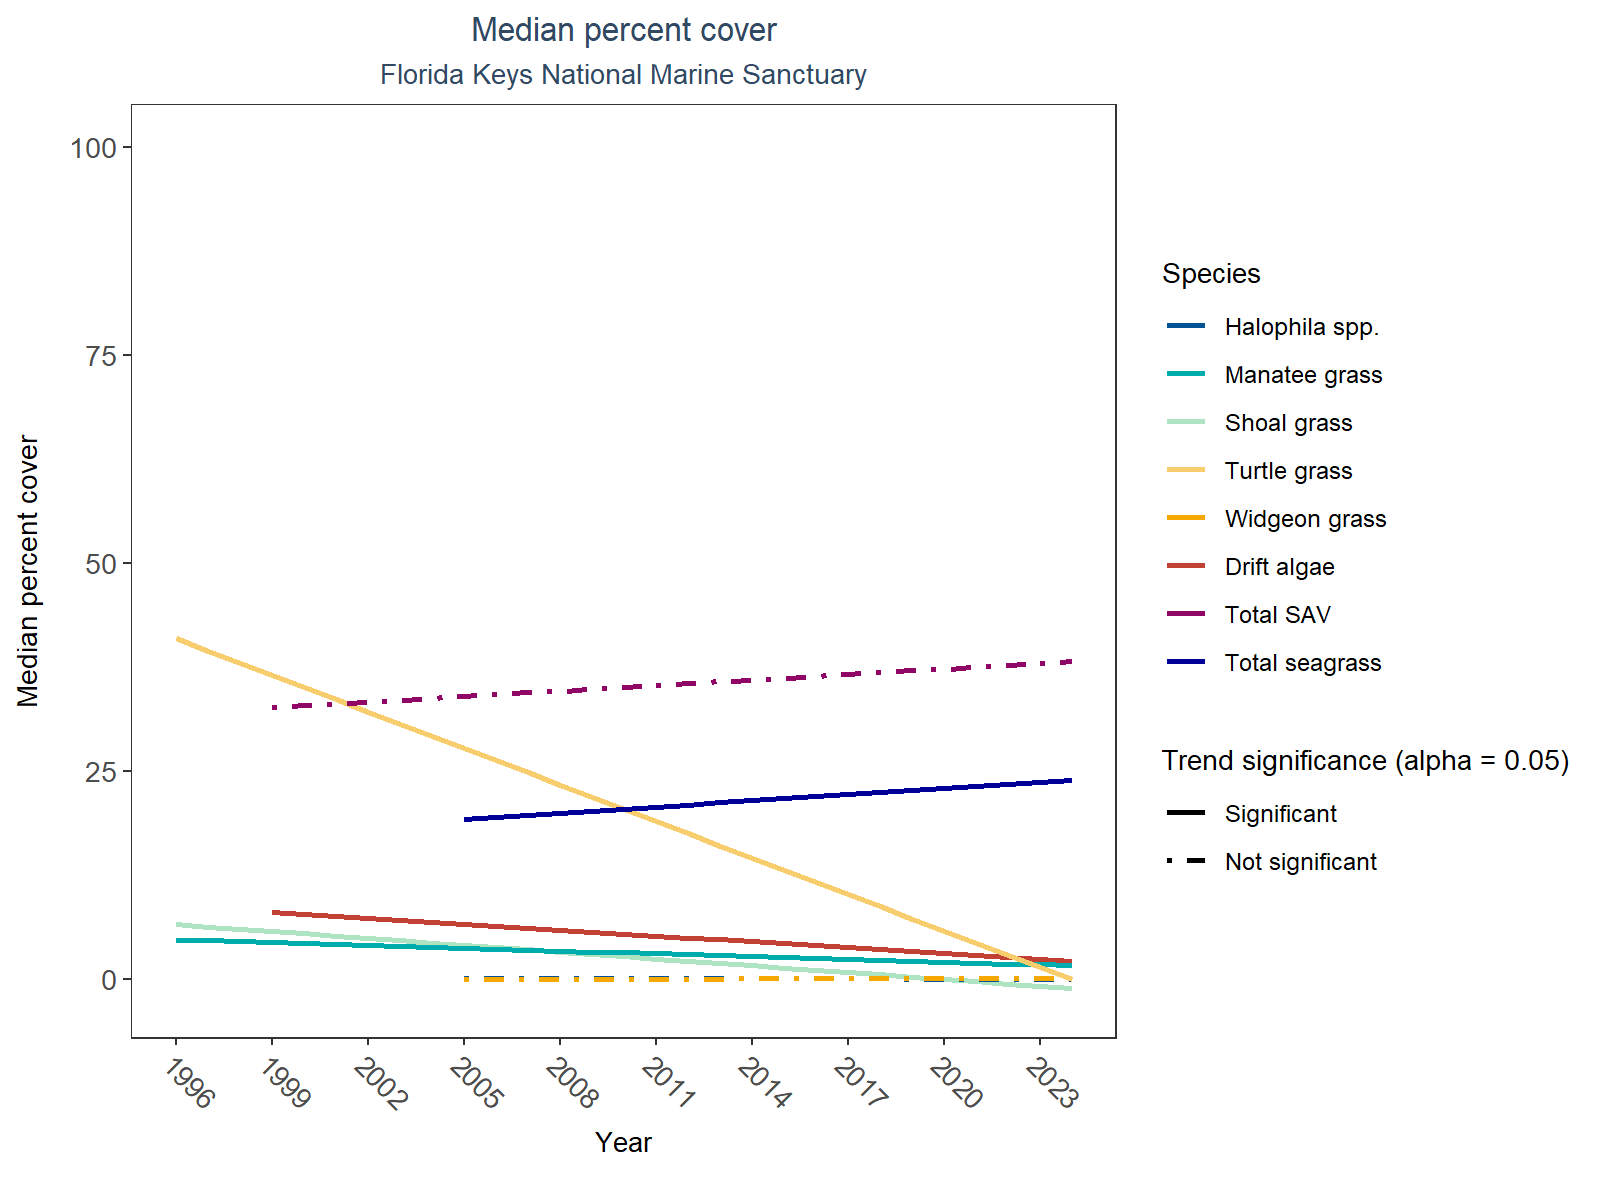 Median percent cover
Florida Keys National Marine Sanctuary
Median percent cover
100
75
50
25
0
1996
1999
2002
2005
2008
2011
2014
2017
2020
2023
Year
Species
Halophila spp.
Manatee grass
Shoal grass
Turtle grass
Widgeon grass
Drift algae
Total SAV
Total seagrass
Trend significance (alpha = 0.05)
Significant
Not significant